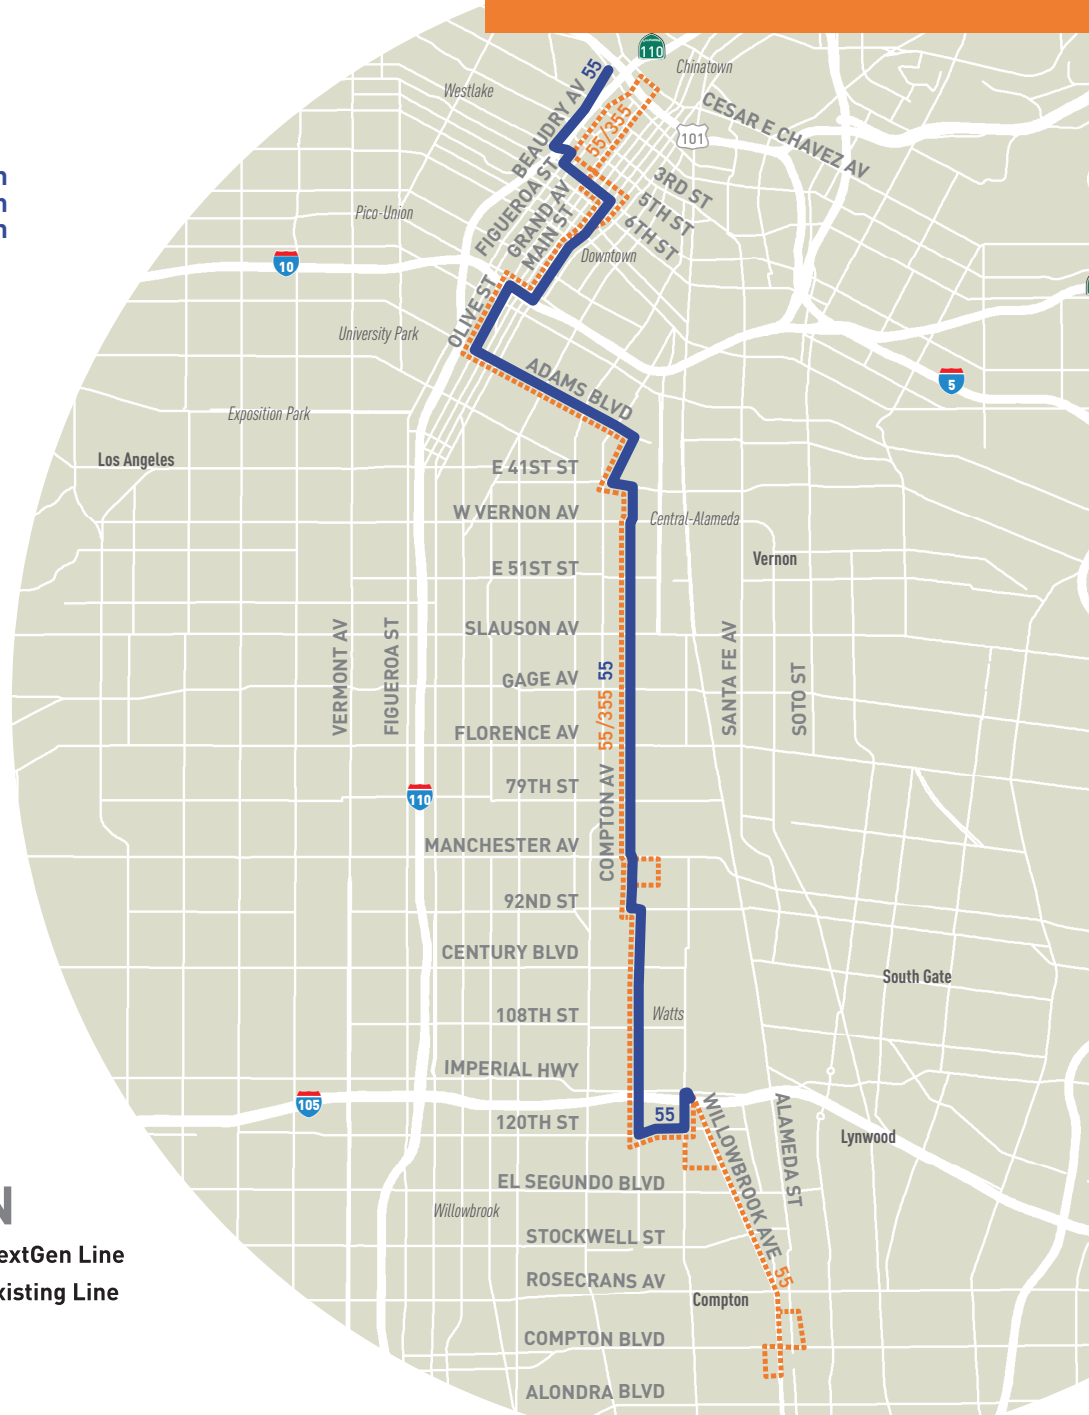 110
Chinatown
Westlake
55
BEAUDRY AV
55/355
CESAR E CHAVEZ AV
101
n
n
n
FIGUEROA ST
GRAND AV
MAIN ST
3RD ST
5TH ST
6TH ST
Pico-Union
Downtown
10
OLIVE ST
University Park
ADAMS BLVD
5
Exposition Park
Los Angeles
E 41ST ST
W VERNON AV
Central-Alameda
Vernon
E 51ST ST
SLAUSON AV
VERMONT AV
FIGUEROA ST
SANTA FE AV
SOTO ST
GAGE AV
55/355 55
FLORENCE AV
79TH ST
110
COMPTON AV
MANCHESTER AV
92ND ST
CENTURY BLVD
South Gate
108TH ST
Watts
IMPERIAL HWY
105
120TH ST
55
WILLOWBROOK AVE 55
ALAMEDA ST
Lynwood
EL SEGUNDO BLVD
Willowbrook
STOCKWELL ST
ROSECRANS AV
Compton
COMPTON BLVD
ALONDRA BLVD
N
extGen Line
xisting Line